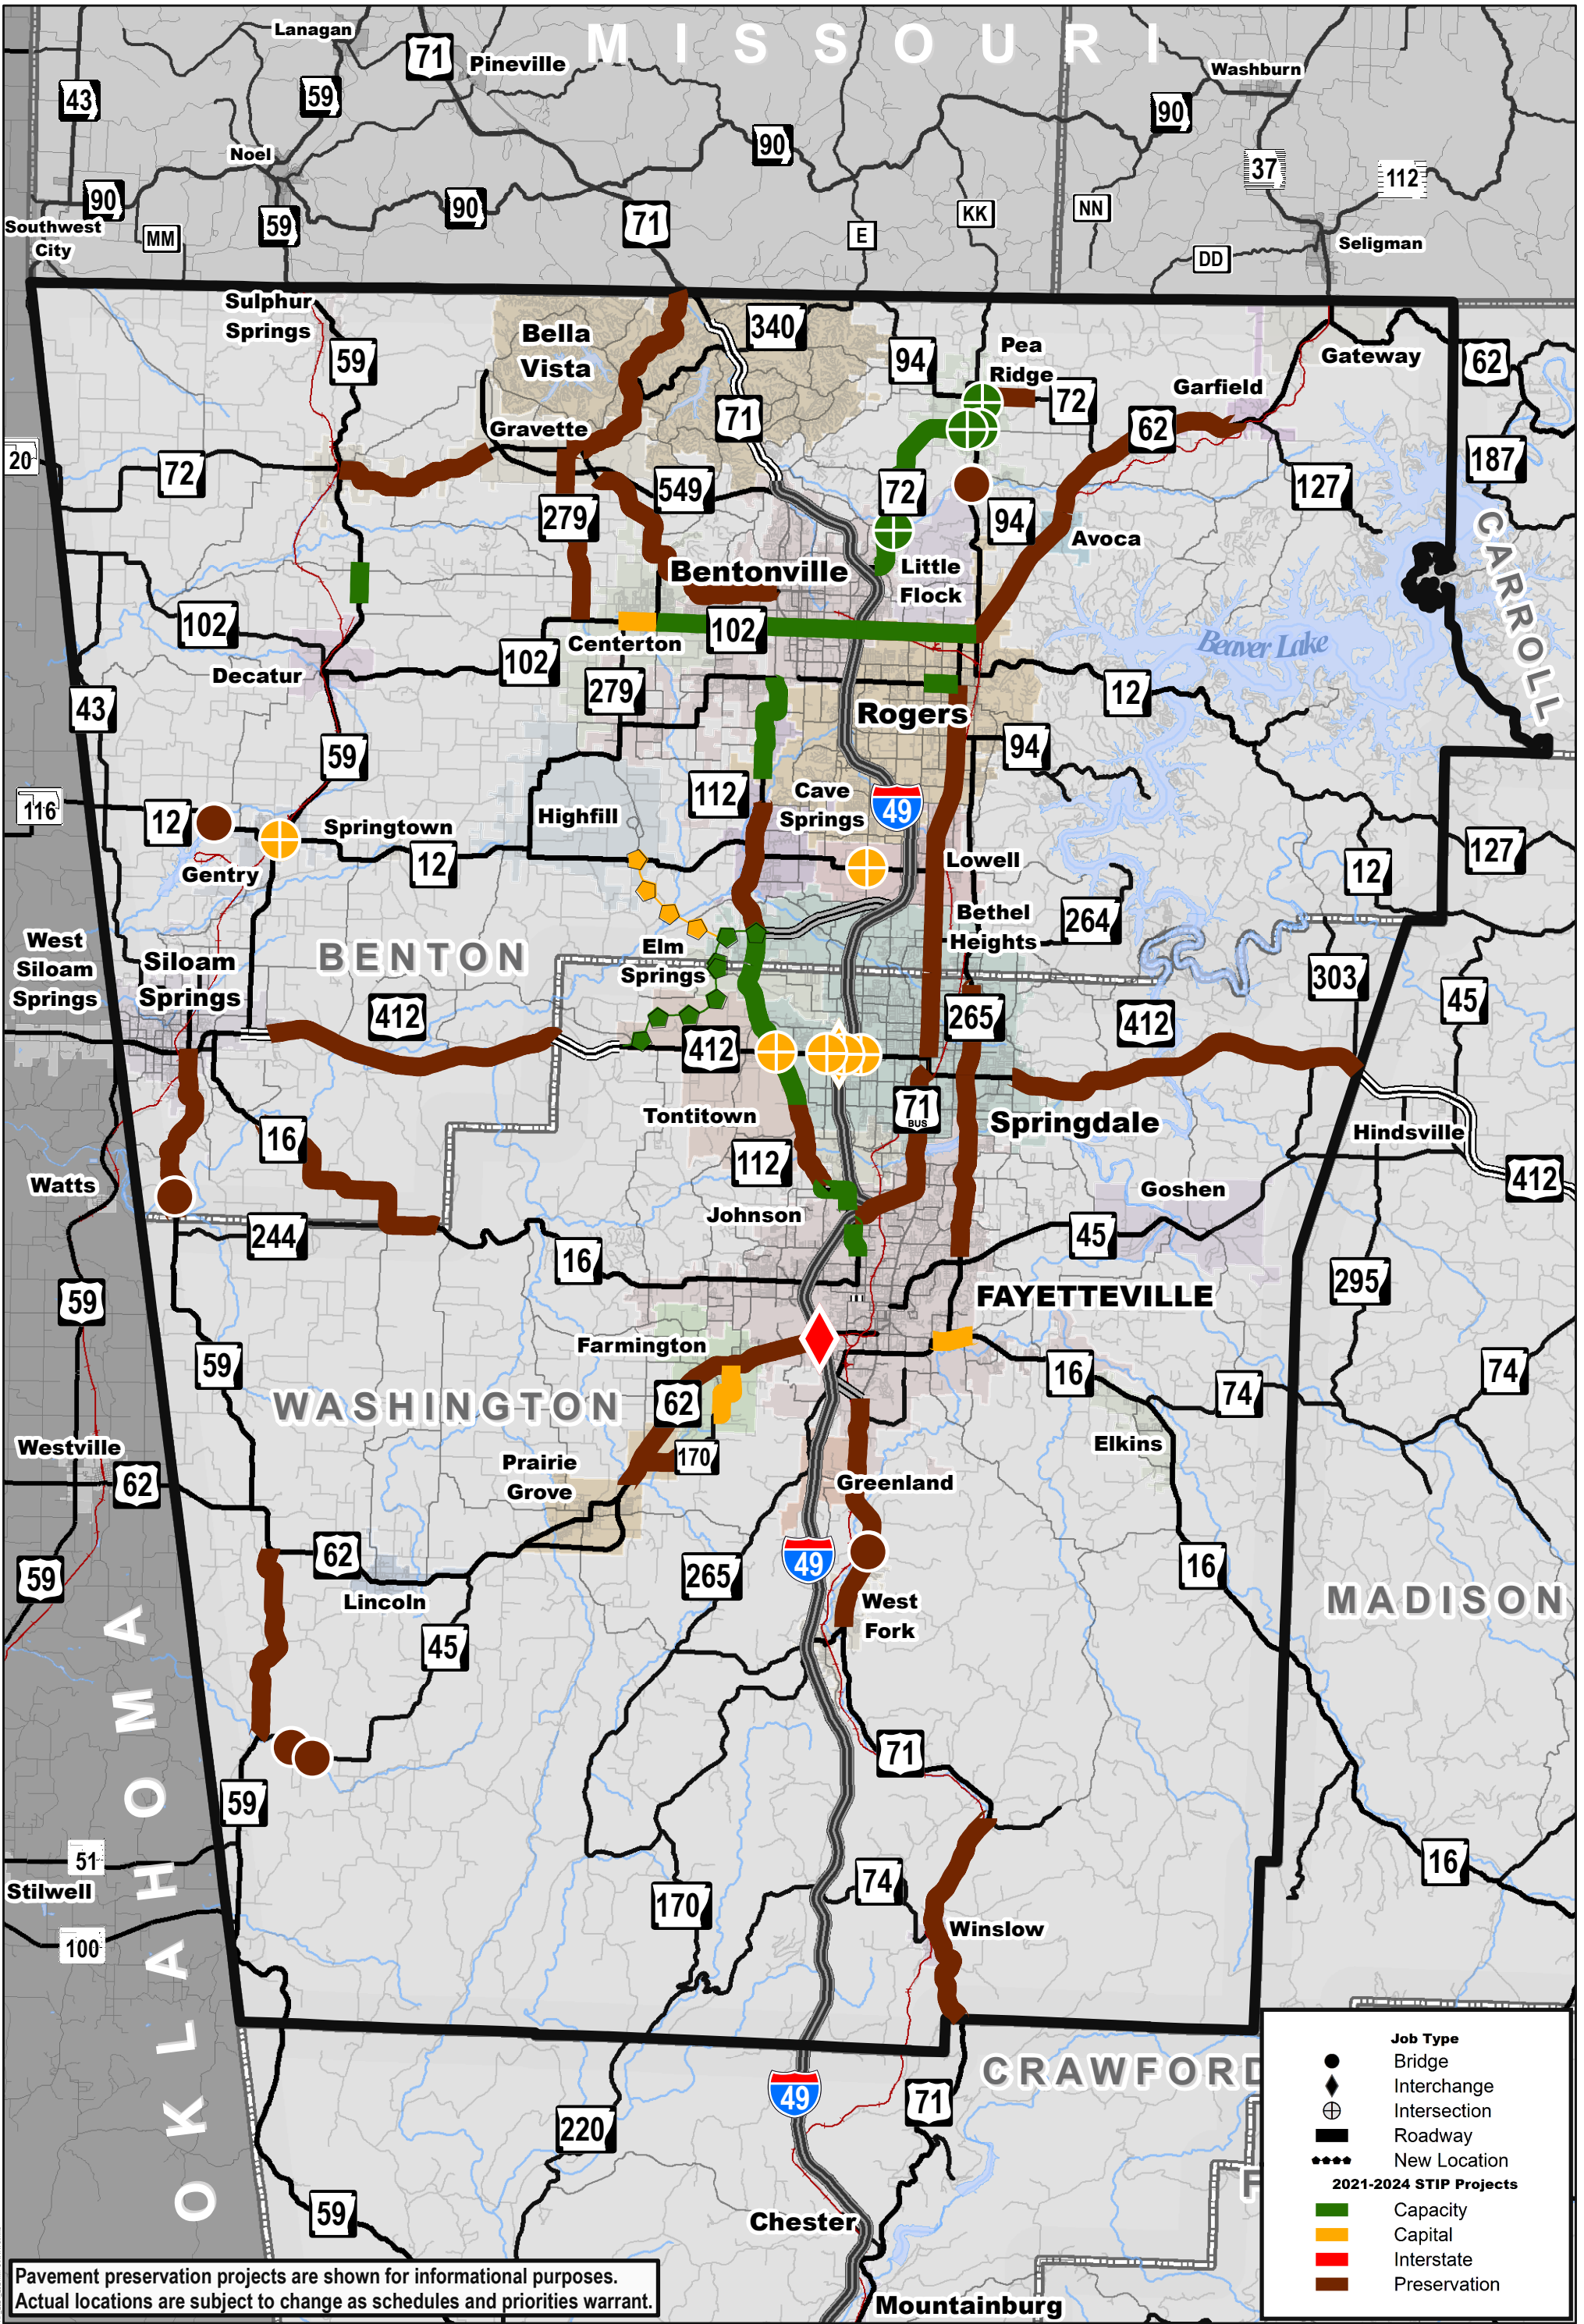 MISSOURI
Lanagan
71
Pineville
Washburn
43
59
90
90
Noel
37
112
90
59
90
71
MM
E
KK
NN
Southwest
City
DD
Seligman
Sulphur
Springs
340
Bella
Vista
59
94
Pea
Ridge
72
Gateway
62
Garfield
71
Gravette
62
20
72
187
549
72
127
279
94
Avoca
CARROLL
Bentonville
Little
Flock
102
102
Centerton
Beaver Lake
102
Decatur
279
12
43
Rogers
59
94
112
Cave
Springs
49
116
12
Highfill
Springtown
12
Lowell
127
12
Gentry
Bethel
Heights
264
West
Siloam
Springs
Siloam
Springs
BENTON
Elm
Springs
303
45
412
265
412
412
71
BUS
Tontitown
Springdale
16
Hindsville
112
412
Watts
Goshen
Johnson
244
45
16
295
59
FAYETTEVILLE
Farmington
59
16
74
74
WASHINGTON
62
Elkins
Westville
62
Prairie
Grove
170
Greenland
62
49
59
265
16
Lincoln
West
Fork
MADISON
45
OKLAHOMA
71
59
51
Stilwell
74
16
170
Winslow
100
CRAWFORD
49
71
220
59
Chester
Mountainburg
Job Type
Bridge
Interchange
Intersection
Roadway
New Location
2021-2024 STIP Projects
Capacity
Capital
Interstate
Preservation
Pavement preservation projects are shown for informational purposes.
Actual locations are subject to change as schedules and priorities warrant.